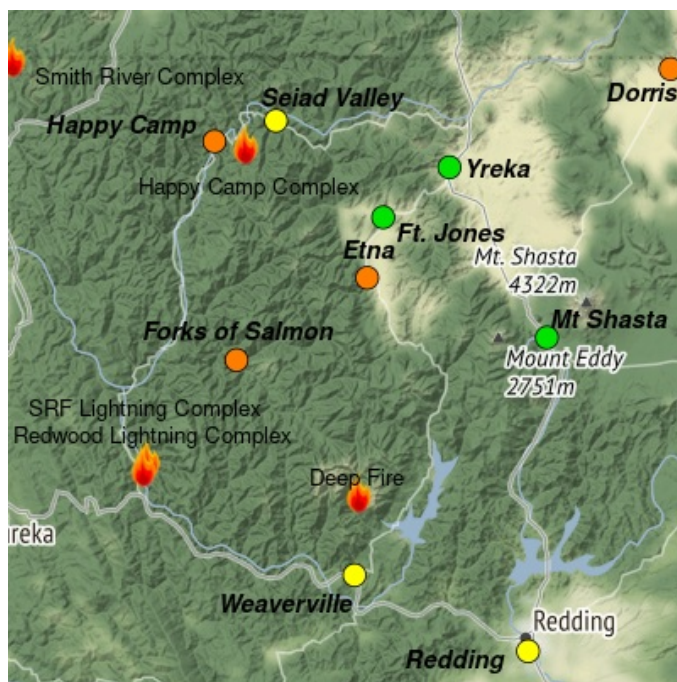 Smith River Complex
Dorris
Seiad Valley
Happy Camp
Yreka
Happy Camp Complex
Ft. Jones
Etna
Mt. Shasta
4322m
Mt Shasta
Forks of Salmon
Mount Eddy
2751m
SRF Lightning Complex
Redwood Lightning Complex
Deep Fire
ureka
Weaverville
Redding
Redding